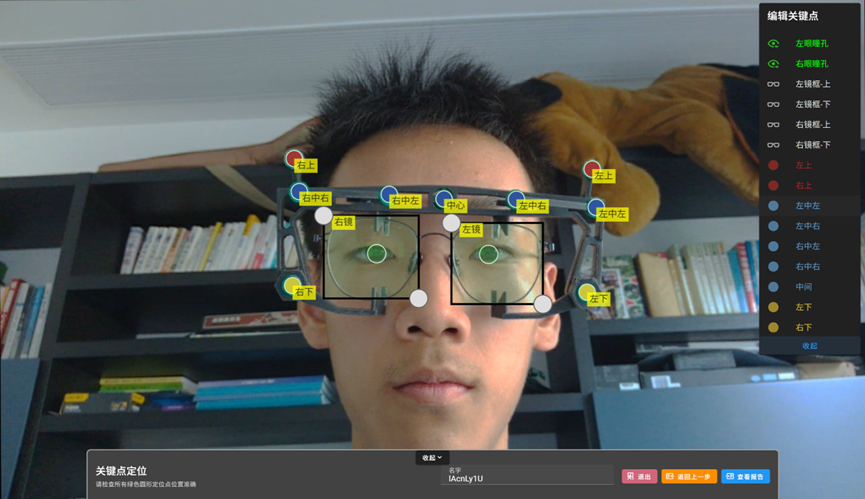 编辑关键点
左眼瞳孔
右眼瞳孔
左镜框-上
左镜框-下
右镜框-上
右镜框-下
左上
右上
左中左
左中右
右中左
右中右
中间
左下
右下
收起
右上
左上
右中右
右中左
中心
左中右
左中左
右镜
左镜
右下
左下
收起
关键点定位
请检查所有绿色圆形定位点位置准确
名字
IAcnLy1U
退出
返回上一步
查看报告